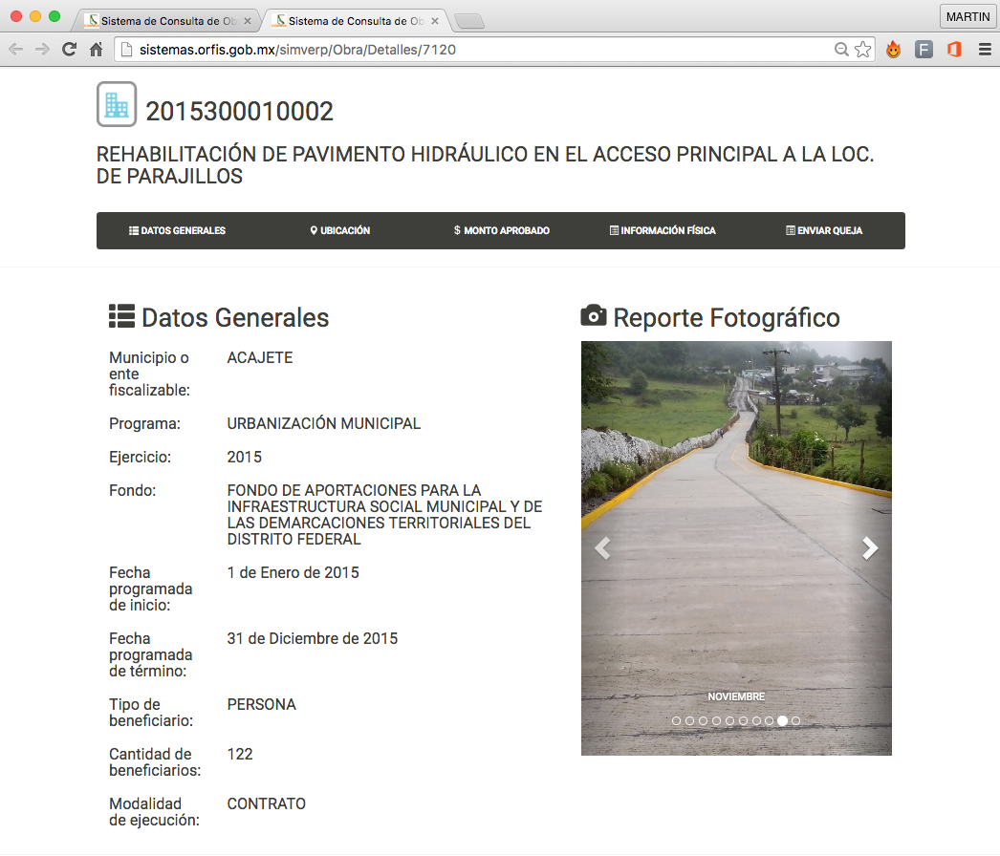 Sistema de Consulta de Ob
Sistema de Consulta de Ob
MARTIN
sistemas.orfis.gob.mx/simverp/Obra/Detalles/7120
F
2015300010002
REHABILITACIÓN DE PAVIMENTO HIDRÁULICO EN EL ACCESO PRINCIPAL A LA LOC.
DE PARAJILLOS
DATOS GENERALES
UBICACIÓN
$ MONTO APROBADO
INFORMACIÓN FÍSICA
ENVIAR QUEJA
Datos Generales
Municipio o
ente
fiscalizable:
ACAJETE
Programa:
URBANIZACIÓN MUNICIPAL
Ejercicio:
2015
Fondo:
FONDO DE APORTACIONES PARA LA
INFRAESTRUCTURA SOCIAL MUNICIPAL Y DE
LAS DEMARCACIONES TERRITORIALES DEL
DISTRITO FEDERAL
Fecha
programada
de inicio:
1 de Enero de 2015
Fecha
programada
de término:
31 de Diciembre de 2015
Tipo de
beneficiario:
PERSONA
Cantidad de
beneficiarios:
122
Modalidad
de ejecución:
CONTRATO
Reporte Fotográfico
NOVIEMBRE